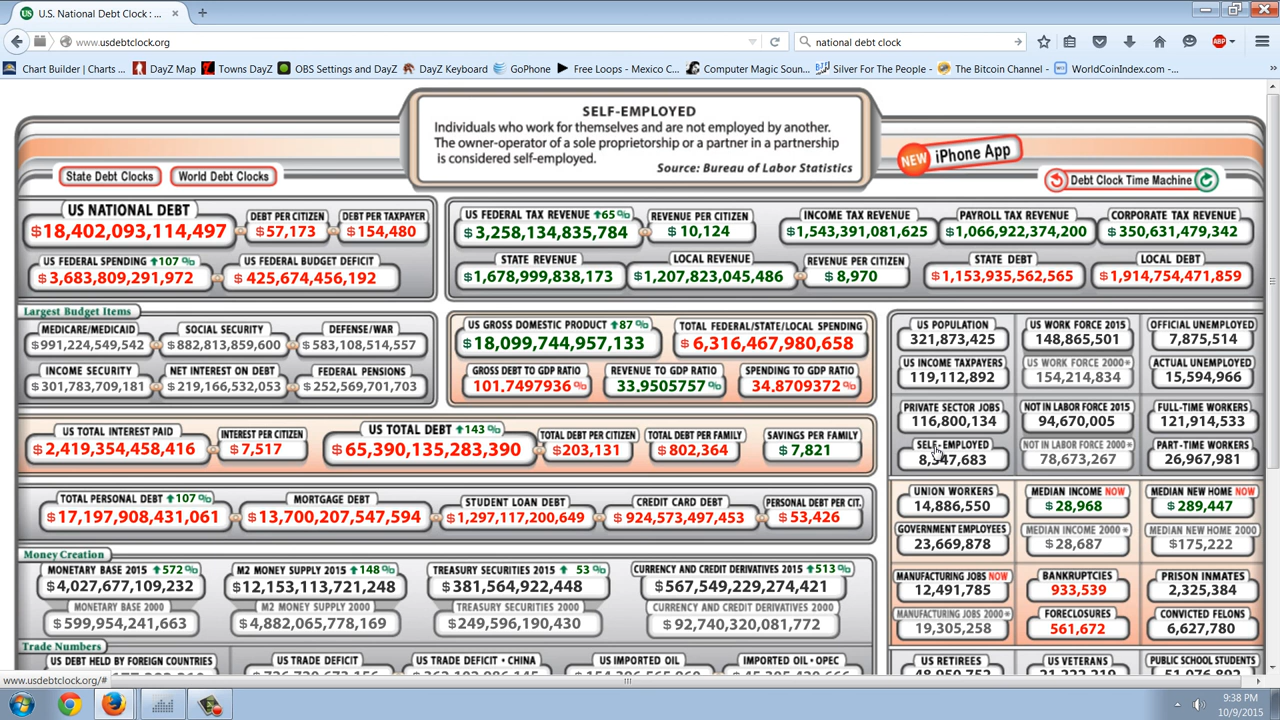 U.S. National Debt Clock : ...
www.usdebtclock.org
national debt clock
ABP
Chart Builder | Charts ...
DayZ Map
Towns DayZ
OBS Settings and DayZ
DayZ Keyboard
GoPhone
Free Loops - Mexico C...
Computer Magic Soun...
Silver For The People - ...
The Bitcoin Channel - ...
WorldCoinIndex.com - ...
SELF-EMPLOYED
Individuals who work for themselves and are not employed by another.
The owner-operator of a sole proprietorship or a partner in a partnership
is considered self-employed.
Source: Bureau of Labor Statistics
NEW iPhone App
State Debt Clocks
World Debt Clocks
Debt Clock Time Machine
US NATIONAL DEBT
$18,402,093,114,497
DEBT PER CITIZEN
$57,173
DEBT PER TAXPAYER
$154,480
US FEDERAL SPENDING 107 %
$3,683,809,291,972
US FEDERAL BUDGET DEFICIT
$425,674,456,192
US FEDERAL TAX REVENUE 65 %
$3,258,134,835,784
REVENUE PER CITIZEN
$10,124
INCOME TAX REVENUE
$1,543,391,081,625
PAYROLL TAX REVENUE
$1,066,922,374,200
CORPORATE TAX REVENUE
$350,631,479,342
STATE REVENUE
$1,678,999,838,173
LOCAL REVENUE
$1,207,823,045,486
REVENUE PER CITIZEN
$8,970
STATE DEBT
$1,153,935,562,565
LOCAL DEBT
$1,914,754,471,859
Largest Budget Items
MEDICARE/MEDICAID
$991,224,549,542
SOCIAL SECURITY
$882,813,859,600
DEFENSE/WAR
$583,108,514,557
INCOME SECURITY
$301,783,709,181
NET INTEREST ON DEBT
$219,166,532,053
FEDERAL PENSIONS
$252,569,701,703
US GROSS DOMESTIC PRODUCT 87 %
$18,099,744,957,133
TOTAL FEDERAL/STATE/LOCAL SPENDING
$6,316,467,980,658
GROSS DEBT TO GDP RATIO
101.7497936 %
REVENUE TO GDP RATIO
33.9505757 %
SPENDING TO GDP RATIO
34.8709372 %
US POPULATION
321,873,425
US WORK FORCE 2015
148,865,501
OFFICIAL UNEMPLOYED
7,875,514
US INCOME TAXPAYERS
119,112,892
US WORK FORCE 2000
154,214,834
ACTUAL UNEMPLOYED
15,594,966
PRIVATE SECTOR JOBS
116,800,134
NOT IN LABOR FORCE 2015
94,670,005
FULL-TIME WORKERS
121,914,533
SELF-EMPLOYED
NOT IN LABOR FORCE 2000
78,673,267
PART-TIME WORKERS
26,967,981
US TOTAL INTEREST PAID
$2,419,354,458,416
INTEREST PER CITIZEN
$7,517
US TOTAL DEBT 143 %
$65,390,135,283,390
TOTAL DEBT PER CITIZEN
$203,131
TOTAL DEBT PER FAMILY
$802,364
SAVINGS PER FAMILY
$7,821
TOTAL PERSONAL DEBT 107 %
$17,197,908,431,061
MORTGAGE DEBT
$13,700,207,547,594
STUDENT LOAN DEBT
$1,297,117,200,649
CREDIT CARD DEBT
$924,573,497,453
PERSONAL DEBT PER CIT.
$53,426
UNION WORKERS
14,886,550
MEDIAN INCOME NOW
$28,968
MEDIAN NEW HOME NOW
$289,447
GOVERNMENT EMPLOYEES
23,669,878
MEDIAN INCOME 2000
$28,687
MEDIAN NEW HOME 2000
$175,222
MANUFACTURING JOBS NOW
12,491,785
BANKRUPTCIES
933,539
PRISON INMATES
2,325,384
MANUFACTURING JOBS 2000
19,305,258
FORECLOSURES
561,672
CONVICTED FELONS
6,627,780
Money Creation
MONETARY BASE 2015 572 %
$4,027,677,109,232
M2 MONEY SUPPLY 2015 148 %
$12,153,113,721,248
TREASURY SECURITIES 2015 53 %
$381,564,922,448
CURRENCY AND CREDIT DERIVATIVES 2015 513 %
$567,549,229,274,421
MONETARY BASE 2000
$599,954,241,663
M2 MONEY SUPPLY 2000
$4,882,065,778,169
TREASURY SECURITIES 2000
$249,596,190,430
CURRENCY AND CREDIT DERIVATIVES 2000
$92,740,320,081,772
Trade Numbers
US DEBT HELD BY FOREIGN COUNTRIES
US TRADE DEFICIT
US TRADE DEFICIT • CHINA
US IMPORTED OIL
IMPORTED OIL • OPEC
US RETIREES
US VETERANS
PUBLIC SCHOOL STUDENTS
www.usdebtclock.org/#
9:38 PM
10/9/2015